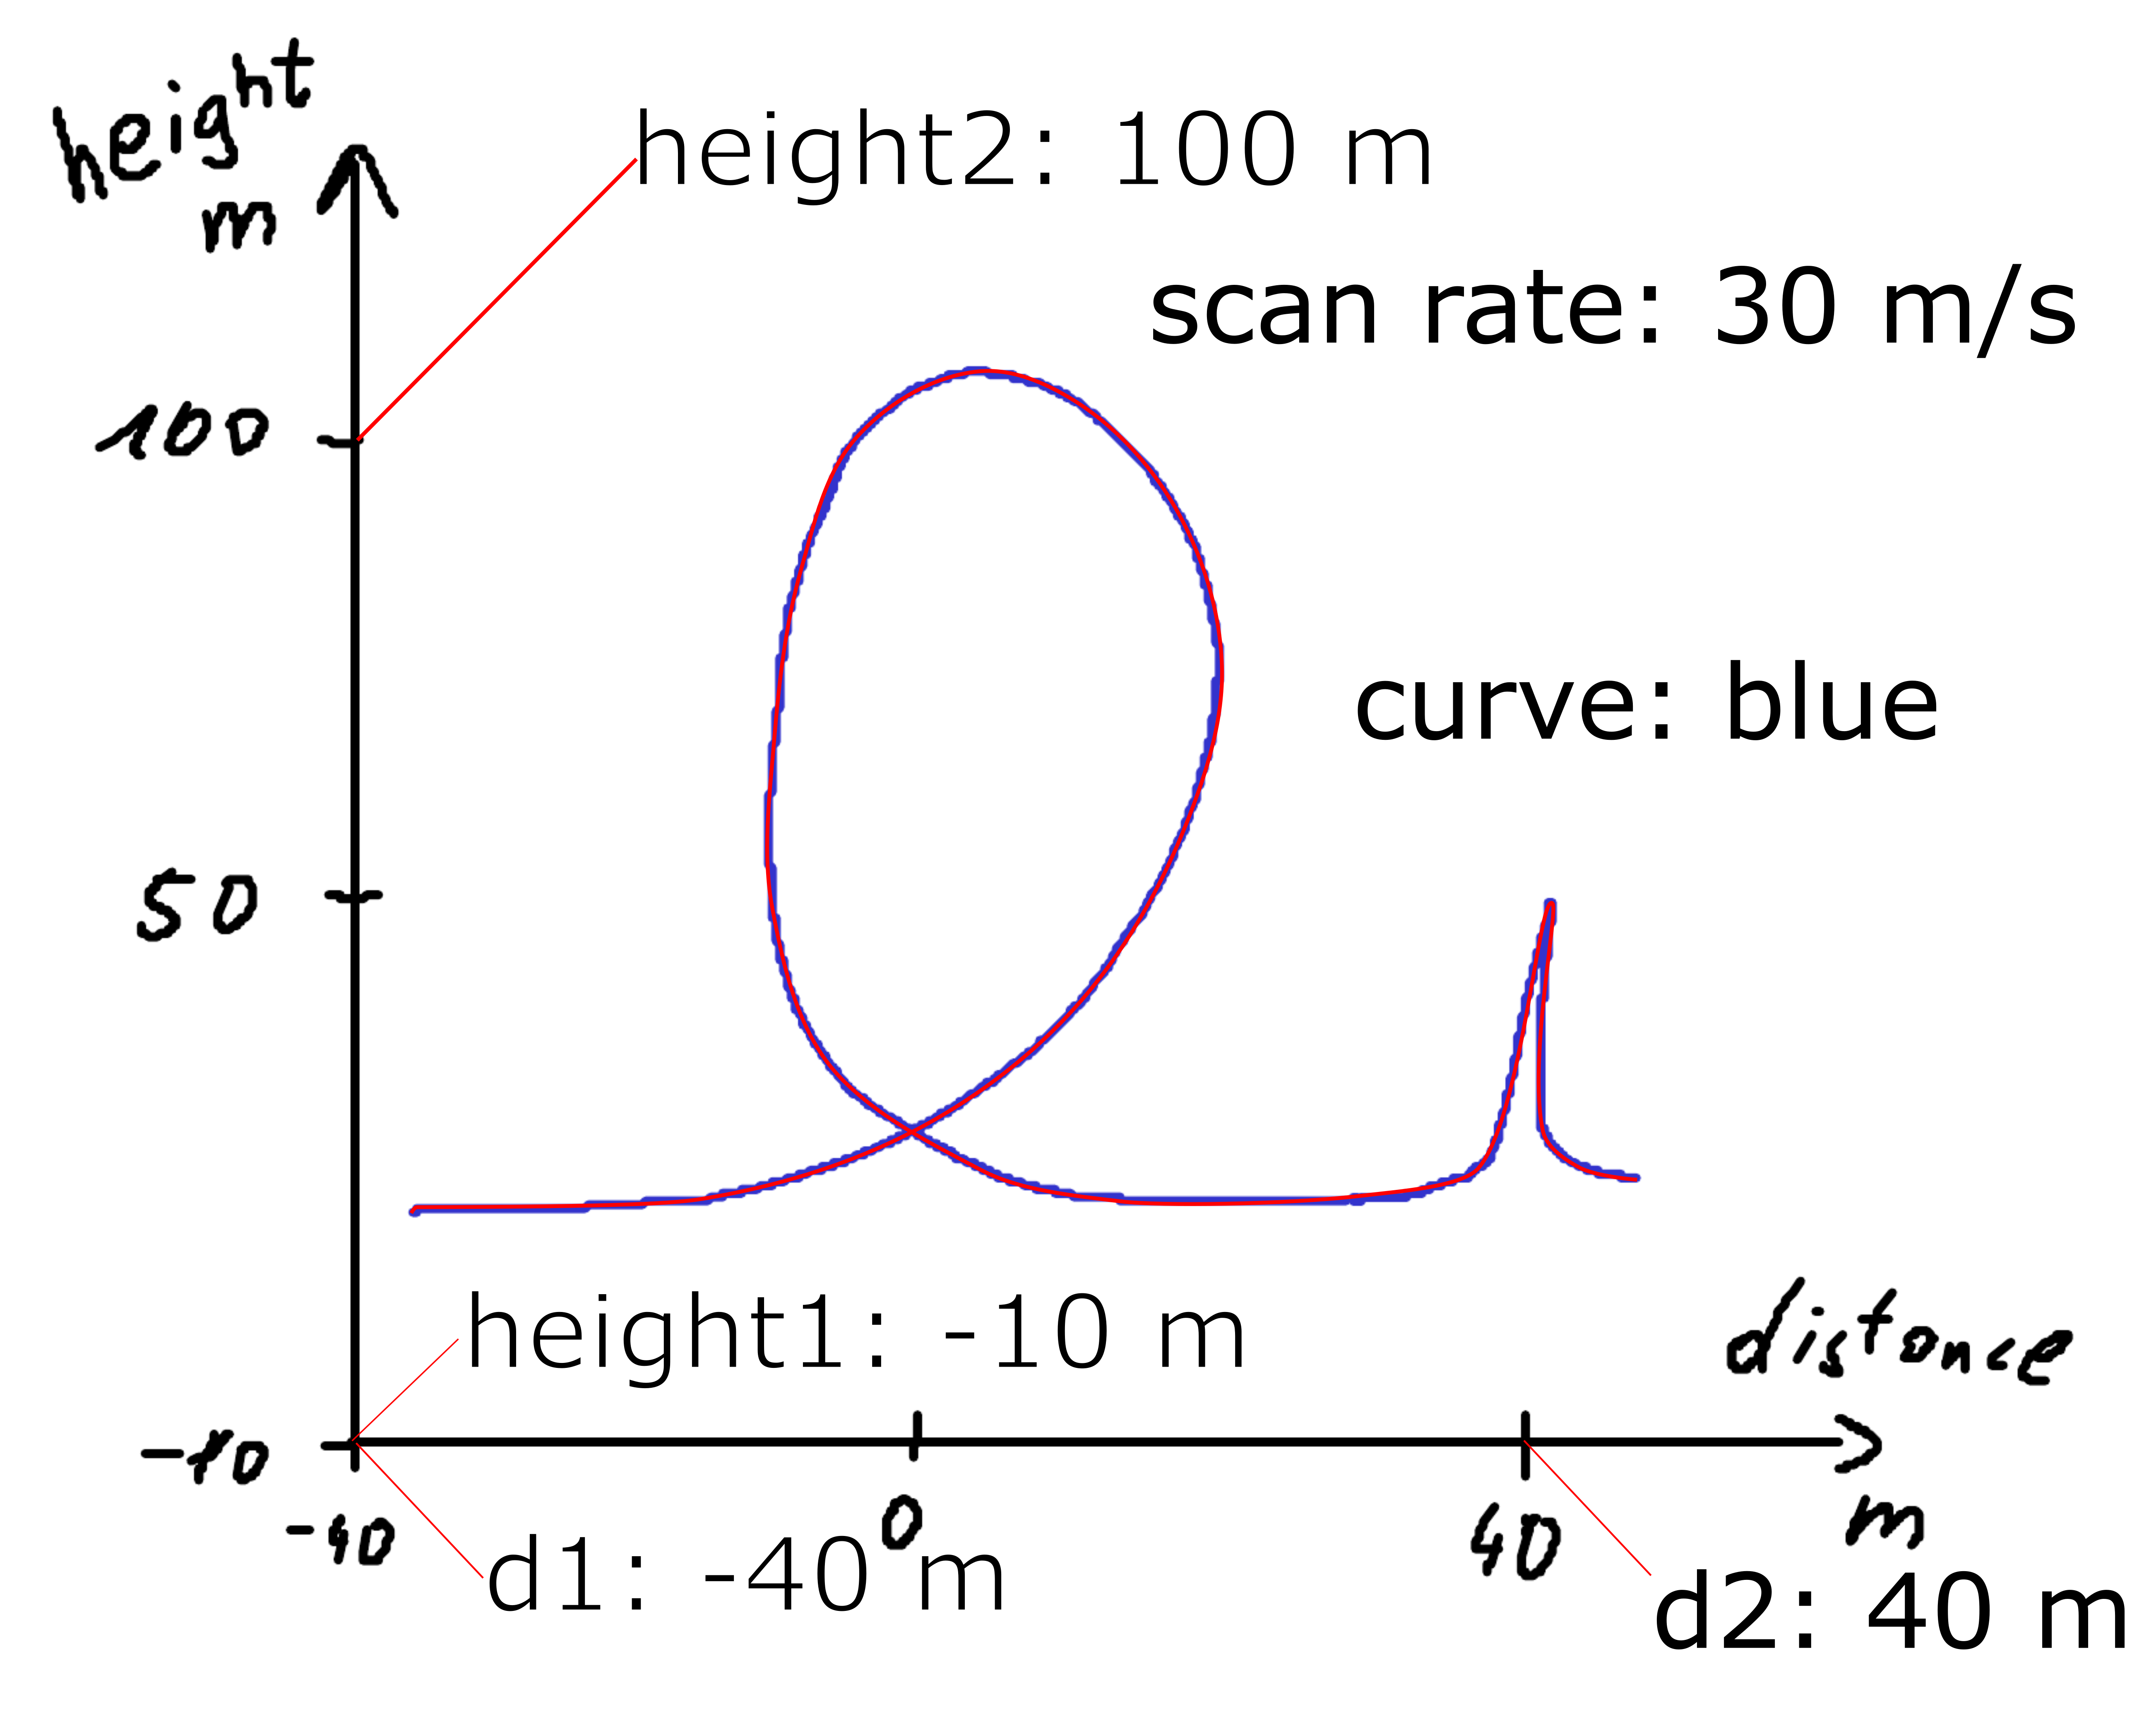 height
m
height2: 100 m
scan rate: 30 m/s
100
curve: blue
50
height1: -10 m
distance
-10
-40
0
40
m
d1: -40 m
d2: 40 m